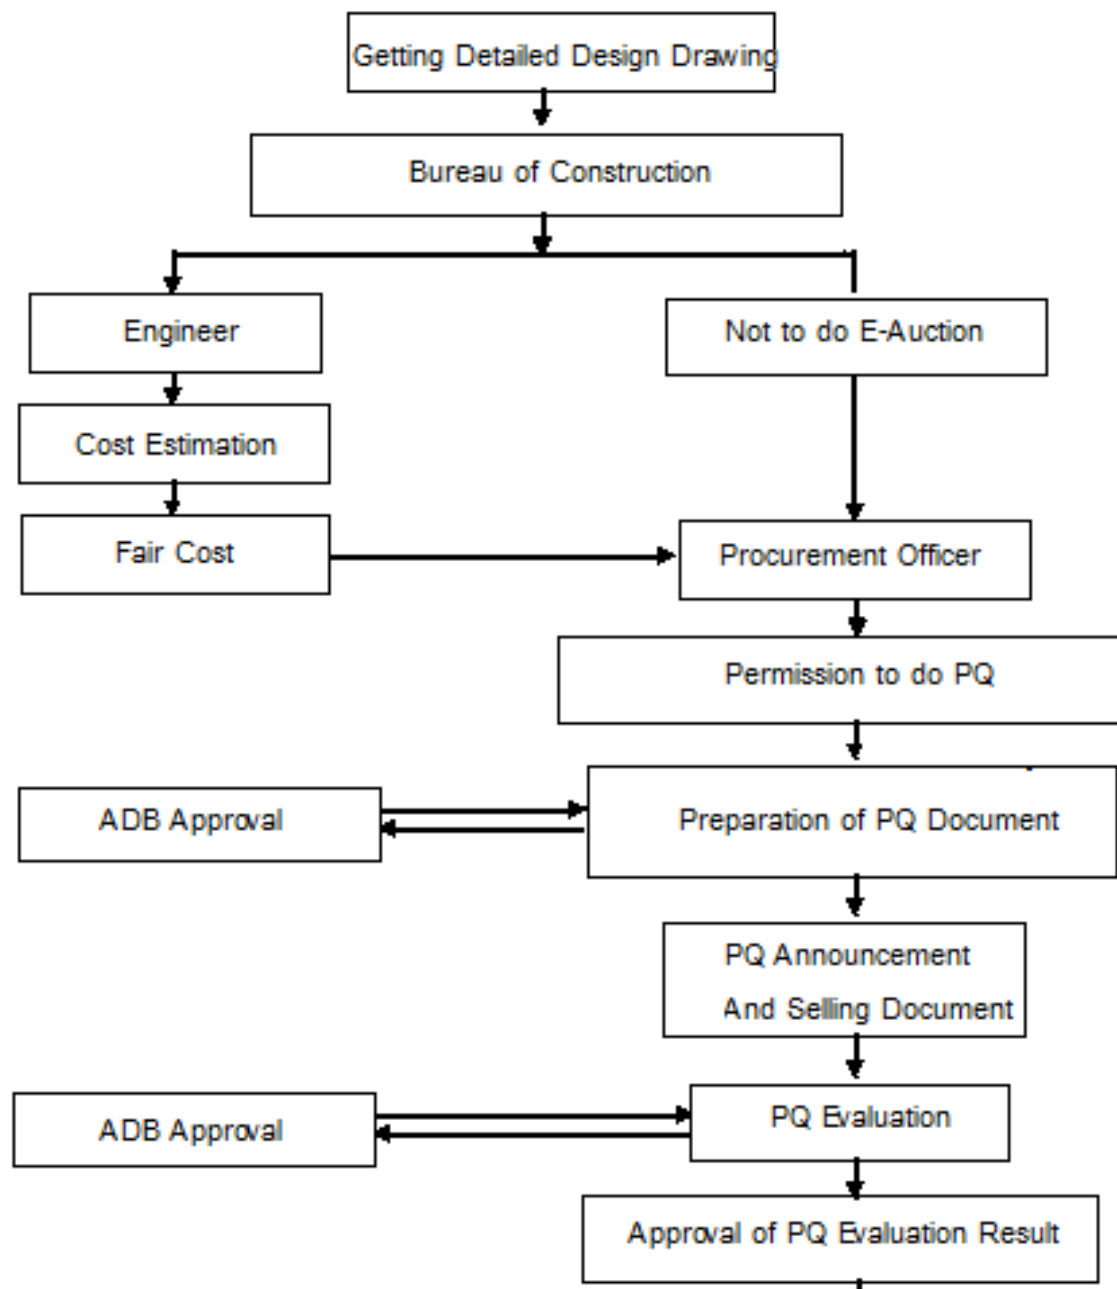 Getting Detailed Design Drawing
Bureau of Construction
Engineer
Not to do E-Auction
Cost Estimation
Fair Cost
Procurement Officer
Permission to do PQ
ADB Approval
Preparation of PQ Document
PQ Announcement
And Selling Document
ADB Approval
PQ Evaluation
Approval of PQ Evaluation Result